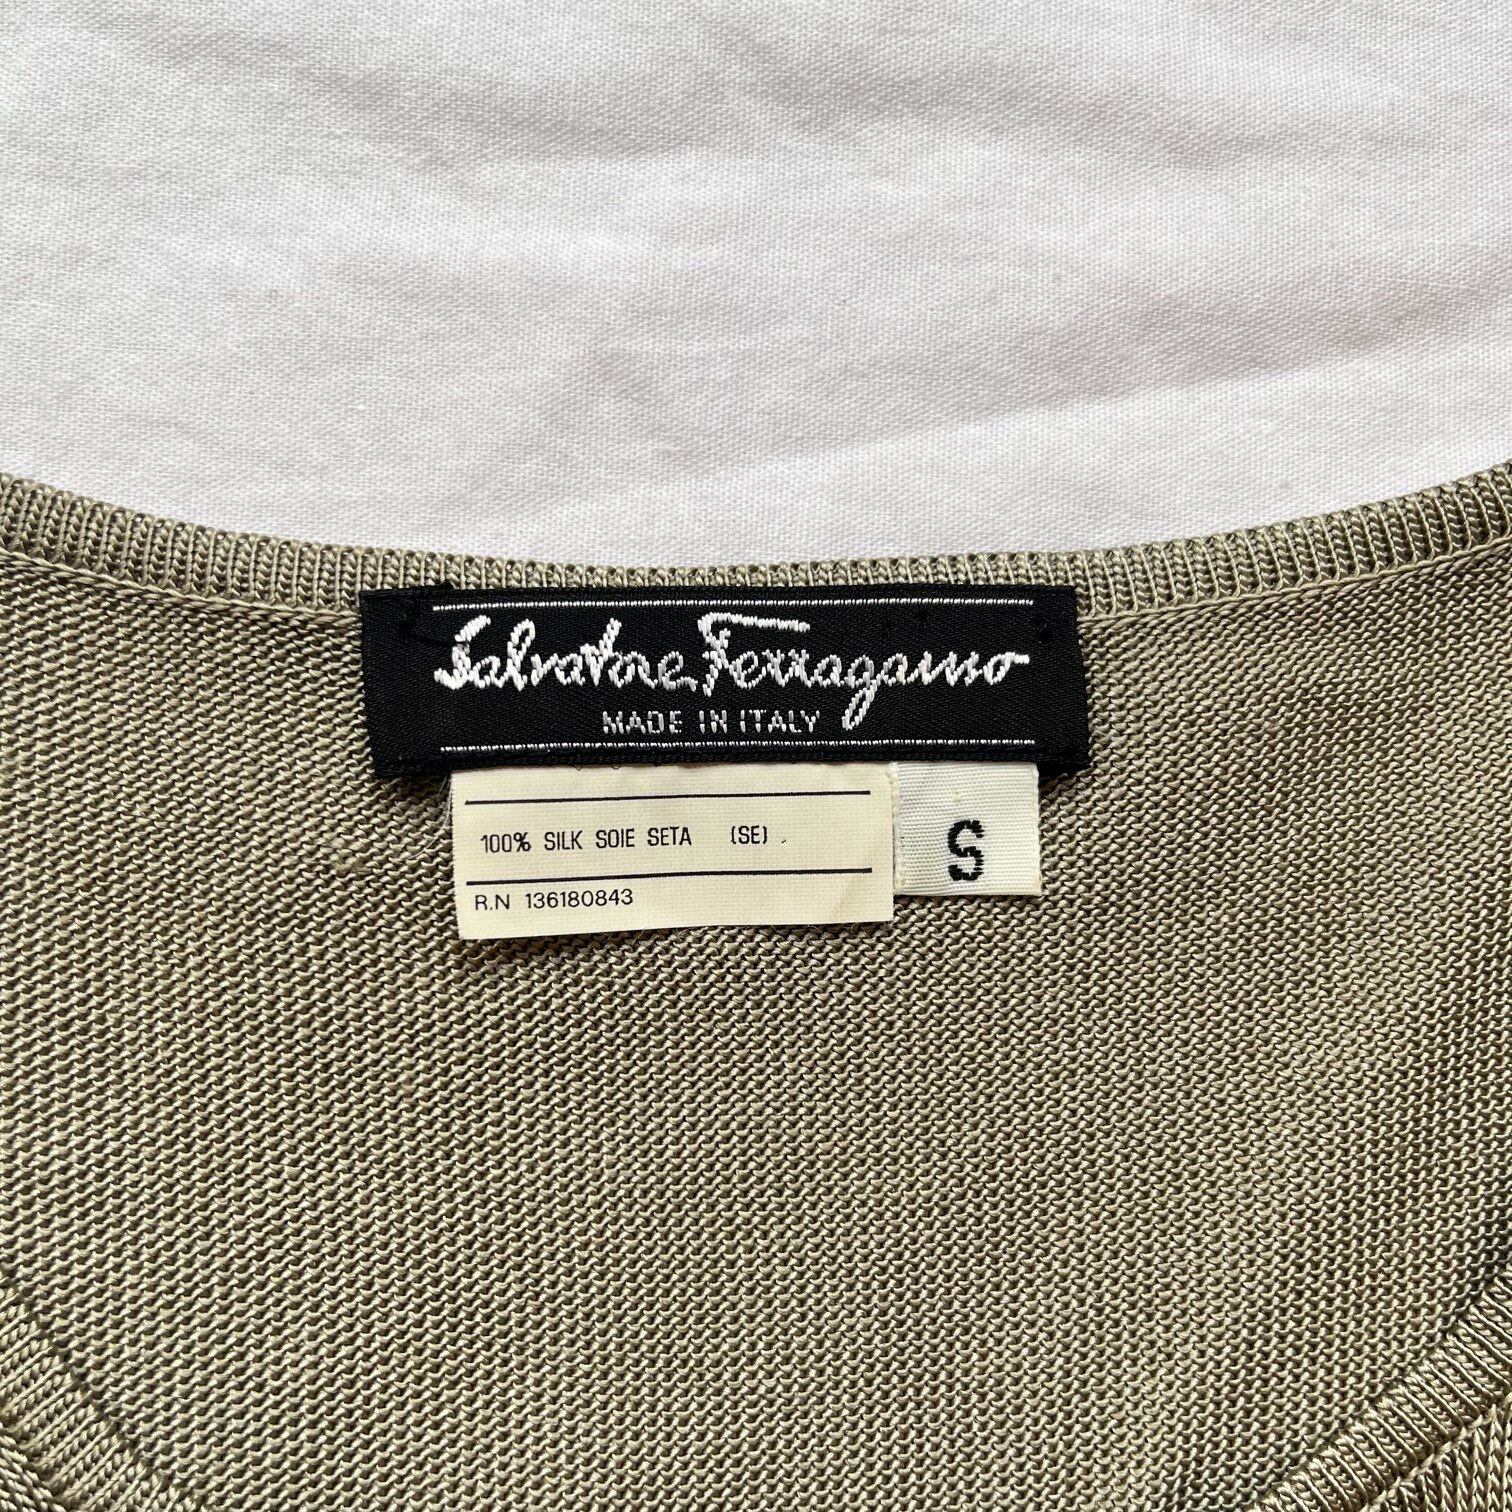 Salvatore Ferragamo
MADE IN ITALY
100% SILK SOIE SETA (SE)
R.N 136180843
S